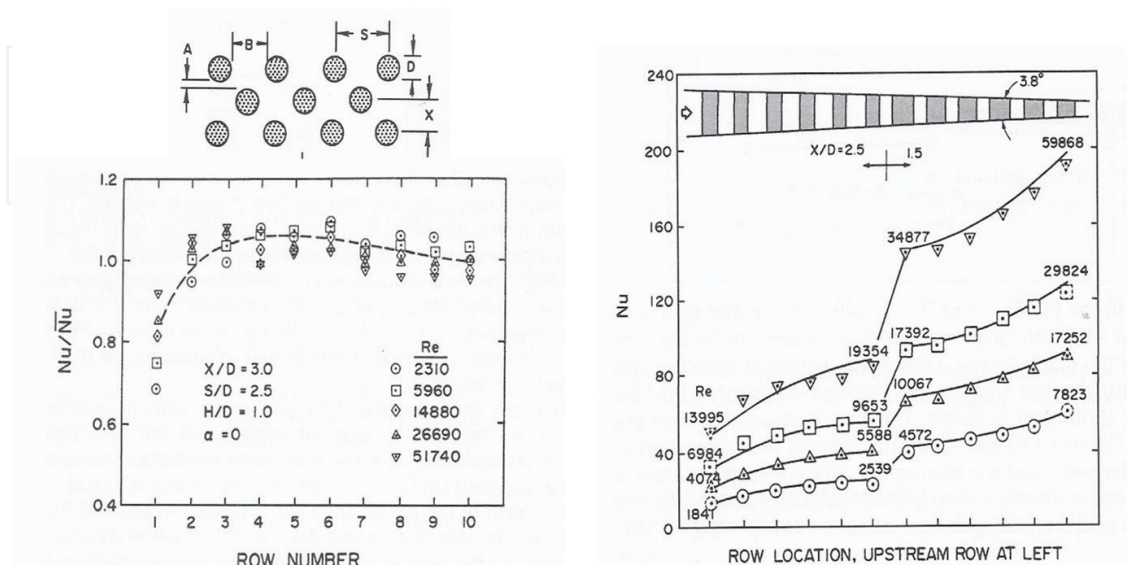 A
B
S
D
X
1.2
1.0
0.8
0.6
0.4
Nu/N̅u̅
X/D = 3.0
S/D = 2.5
H/D = 1.0
α = 0
Re
2310
5960
14880
26690
51740
1 2 3 4 5 6 7 8 9 10
ROW NUMBER
240
200
160
120
80
40
0
Nu
3.8°
X/D = 2.5
1.5
59868
34877
29824
19354
17392
17252
Re
13995
10067
9653
7823
6984
5588
4572
4074
2539
1841
ROW LOCATION, UPSTREAM ROW AT LEFT